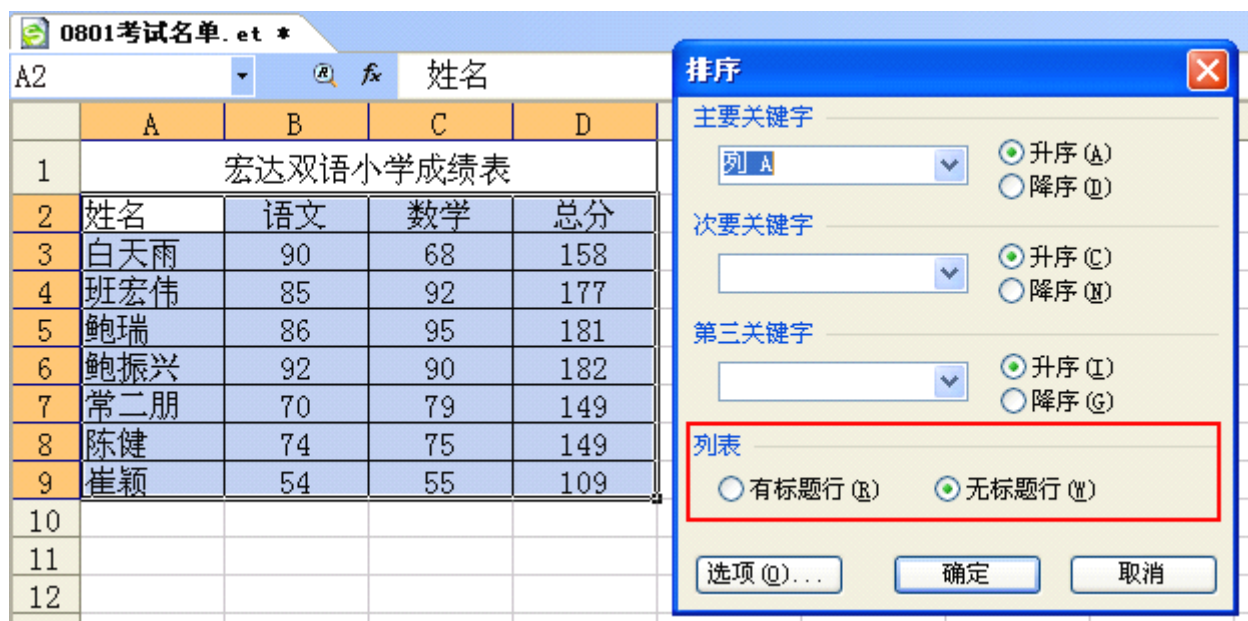 0801考试名单.et *
A2 fx 姓名
A B C D
1 宏达双语小学成绩表
2 姓名 语文 数学 总分
3 白天雨 90 68 158
4 班宏伟 85 92 177
5 鲍瑞 86 95 181
6 鲍振兴 92 90 182
7 常二朋 70 79 149
8 陈健 74 75 149
9 崔颖 54 55 109
10
11
12
排序
主要关键字
列 A
升序(A)
降序(D)
次要关键字
升序(C)
降序(N)
第三关键字
升序(I)
降序(G)
列表
有标题行(R) 无标题行(W)
选项(O)... 确定 取消